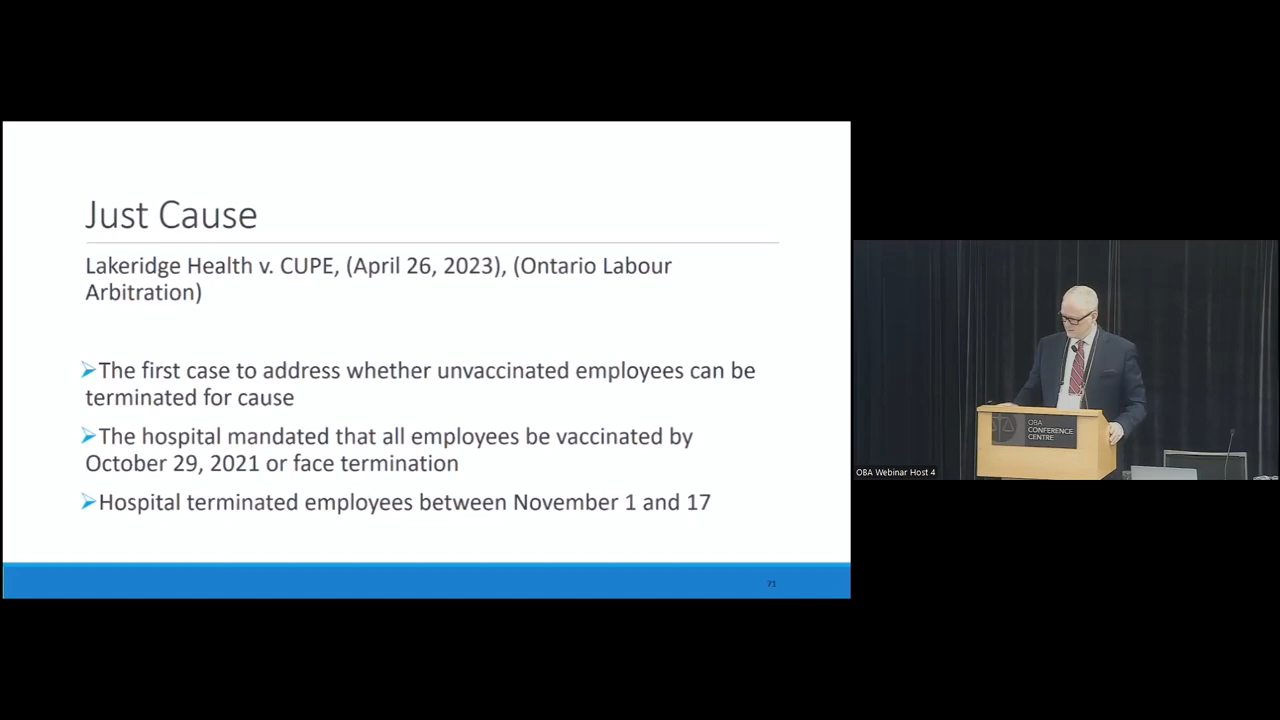 Just Cause
Lakeridge Health v. CUPE, (April 26, 2023), (Ontario Labour
Arbitration)
➢The first case to address whether unvaccinated employees can be
terminated for cause
➢The hospital mandated that all employees be vaccinated by
October 29, 2021 or face termination
➢Hospital terminated employees between November 1 and 17
71
OBA
CONFERENCE
CENTRE
OBA Webinar Host 4